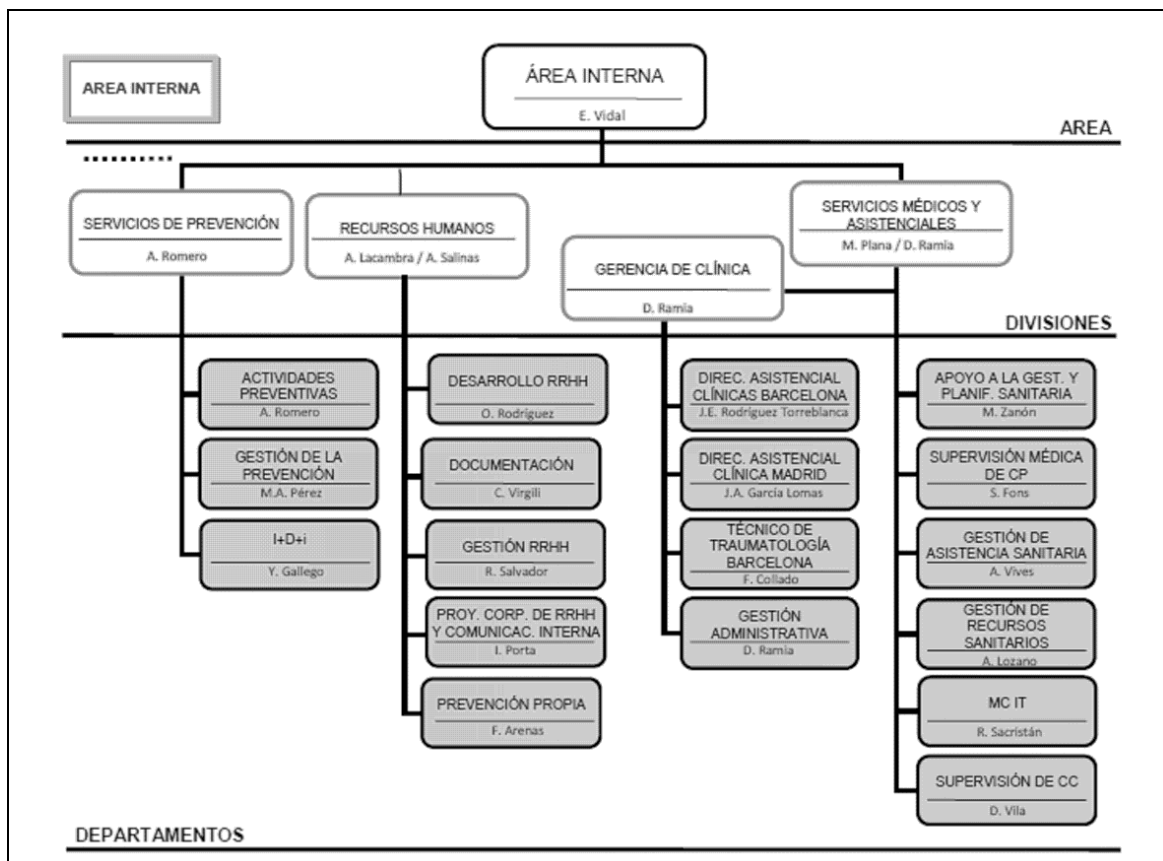 AREA INTERNA
ÁREA INTERNA
E. Vidal
AREA
SERVICIOS DE PREVENCIÓN
A. Romero
RECURSOS HUMANOS
A. Lacambra / A. Salinas
SERVICIOS MÉDICOS Y
ASISTENCIALES
M. Plana / D. Ramia
GERENCIA DE CLÍNICA
D. Ramia
DIVISIONES
ACTIVIDADES
PREVENTIVAS
A. Romero
GESTIÓN DE LA
PREVENCIÓN
M.A. Pérez
I+D+i
Y. Gallego
DESARROLLO RRHH
O. Rodríguez
DOCUMENTACIÓN
C. Virgili
GESTIÓN RRHH
R. Salvador
PROY. CORP. DE RRHH
Y COMUNICAC. INTERNA
I. Porta
PREVENCIÓN PROPIA
F. Arenas
DIREC. ASISTENCIAL
CLÍNICAS BARCELONA
J.E. Rodríguez Torreblanca
DIREC. ASISTENCIAL
CLÍNICA MADRID
J.A. García Lomas
TÉCNICO DE
TRAUMATOLOGÍA
BARCELONA
F. Collado
GESTIÓN
ADMINISTRATIVA
D. Ramia
APOYO A LA GEST. Y
PLANIF. SANITARIA
M. Zanón
SUPERVISIÓN MÉDICA
DE CP
S. Fons
GESTIÓN DE
ASISTENCIA SANITARIA
A. Vives
GESTIÓN DE
RECURSOS
SANITARIOS
A. Lozano
MC IT
R. Sacristán
SUPERVISIÓN DE CC
D. Vila
DEPARTAMENTOS